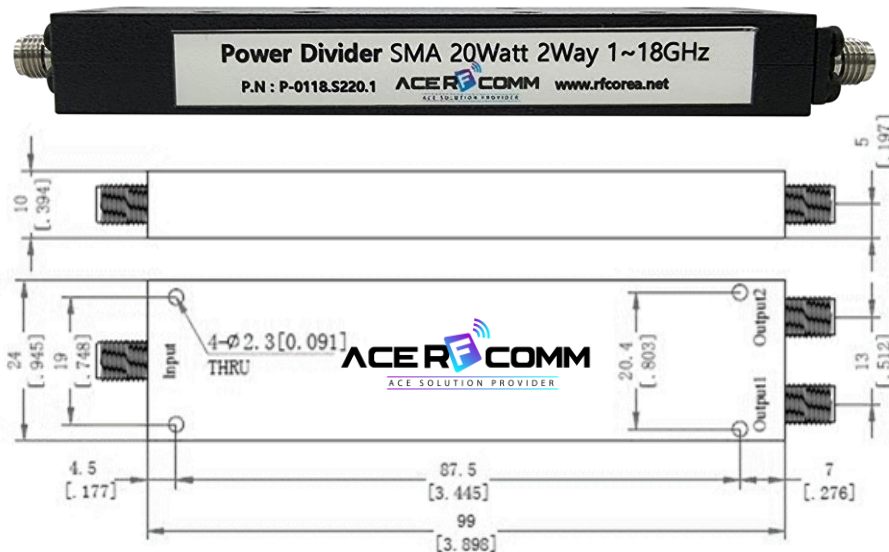 Power Divider SMA 20Watt 2Way 1~18GHz
P.N : P-0118.S220.1 ACE RF COMM www.rfcorea.net
ACE SOLUTION PROVIDER
5
[.197]
10
[.394]
24
[.945]
19
[.748]
Input
4-Ø2.3[0.091]
THRU
ACE RF COMM
ACE SOLUTION PROVIDER
20.4
[.803]
Output2
Output1
13
[.512]
4.5
[.177]
87.5
[3.445]
7
[.276]
99
[3.898]